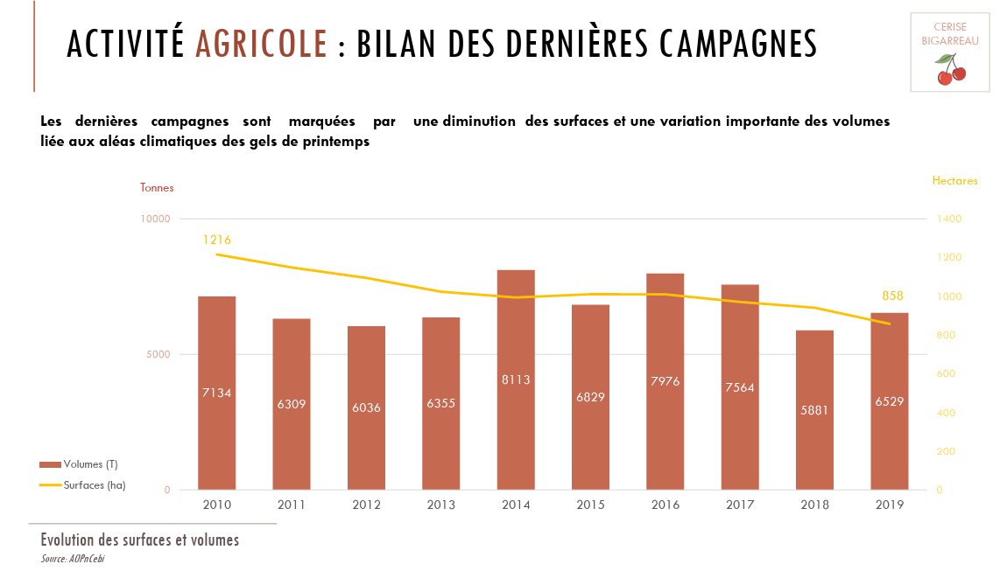 ACTIVITÉ AGRICOLE : BILAN DES DERNIÈRES CAMPAGNES
CERISE
BIGARREAU
Les dernières campagnes sont marquées par une diminution des surfaces et une variation importante des volumes
liée aux aléas climatiques des gels de printemps
Tonnes
Hectares
10000
5000
0
1400
1200
1000
800
600
400
200
0
1216
858
7134
6309
6036
6355
8113
6829
7976
7564
5881
6529
Volumes (T)
Surfaces (ha)
2010 2011 2012 2013 2014 2015 2016 2017 2018 2019
Evolution des surfaces et volumes
Source: AOPnCebi